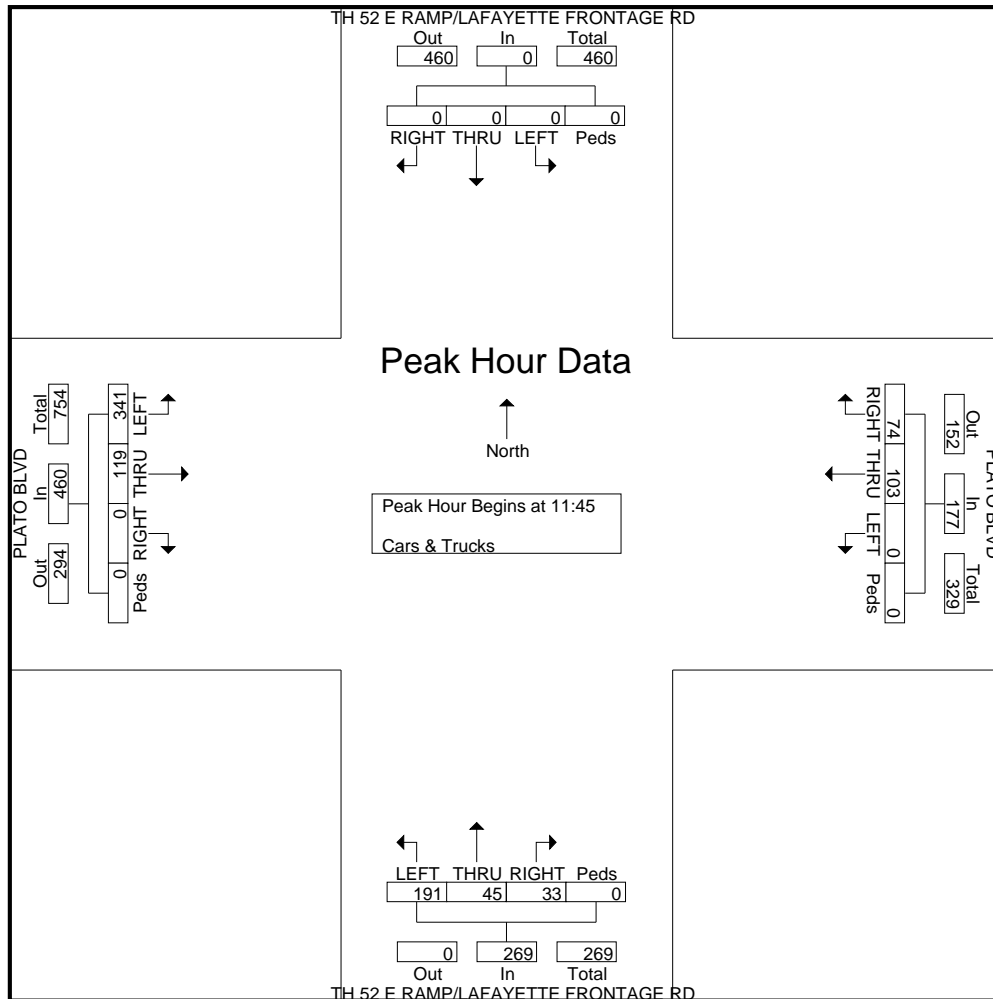 TH 52 E RAMP/LAFAYETTE FRONTAGE RD
Out In Total
460 0 460
0 0 0 0
RIGHT THRU LEFT Peds
Peak Hour Data
North
Peak Hour Begins at 11:45
Cars & Trucks
PLATO BLVD
Total In Out
754 460 294
341 119 0 0
LEFT THRU RIGHT Peds
RIGHT THRU LEFT Peds
74 103 0 0
Out In Total
152 177 329
PLATO BLVD
LEFT THRU RIGHT Peds
191 45 33 0
0 269 269
Out In Total
TH 52 E RAMP/LAFAYETTE FRONTAGE RD